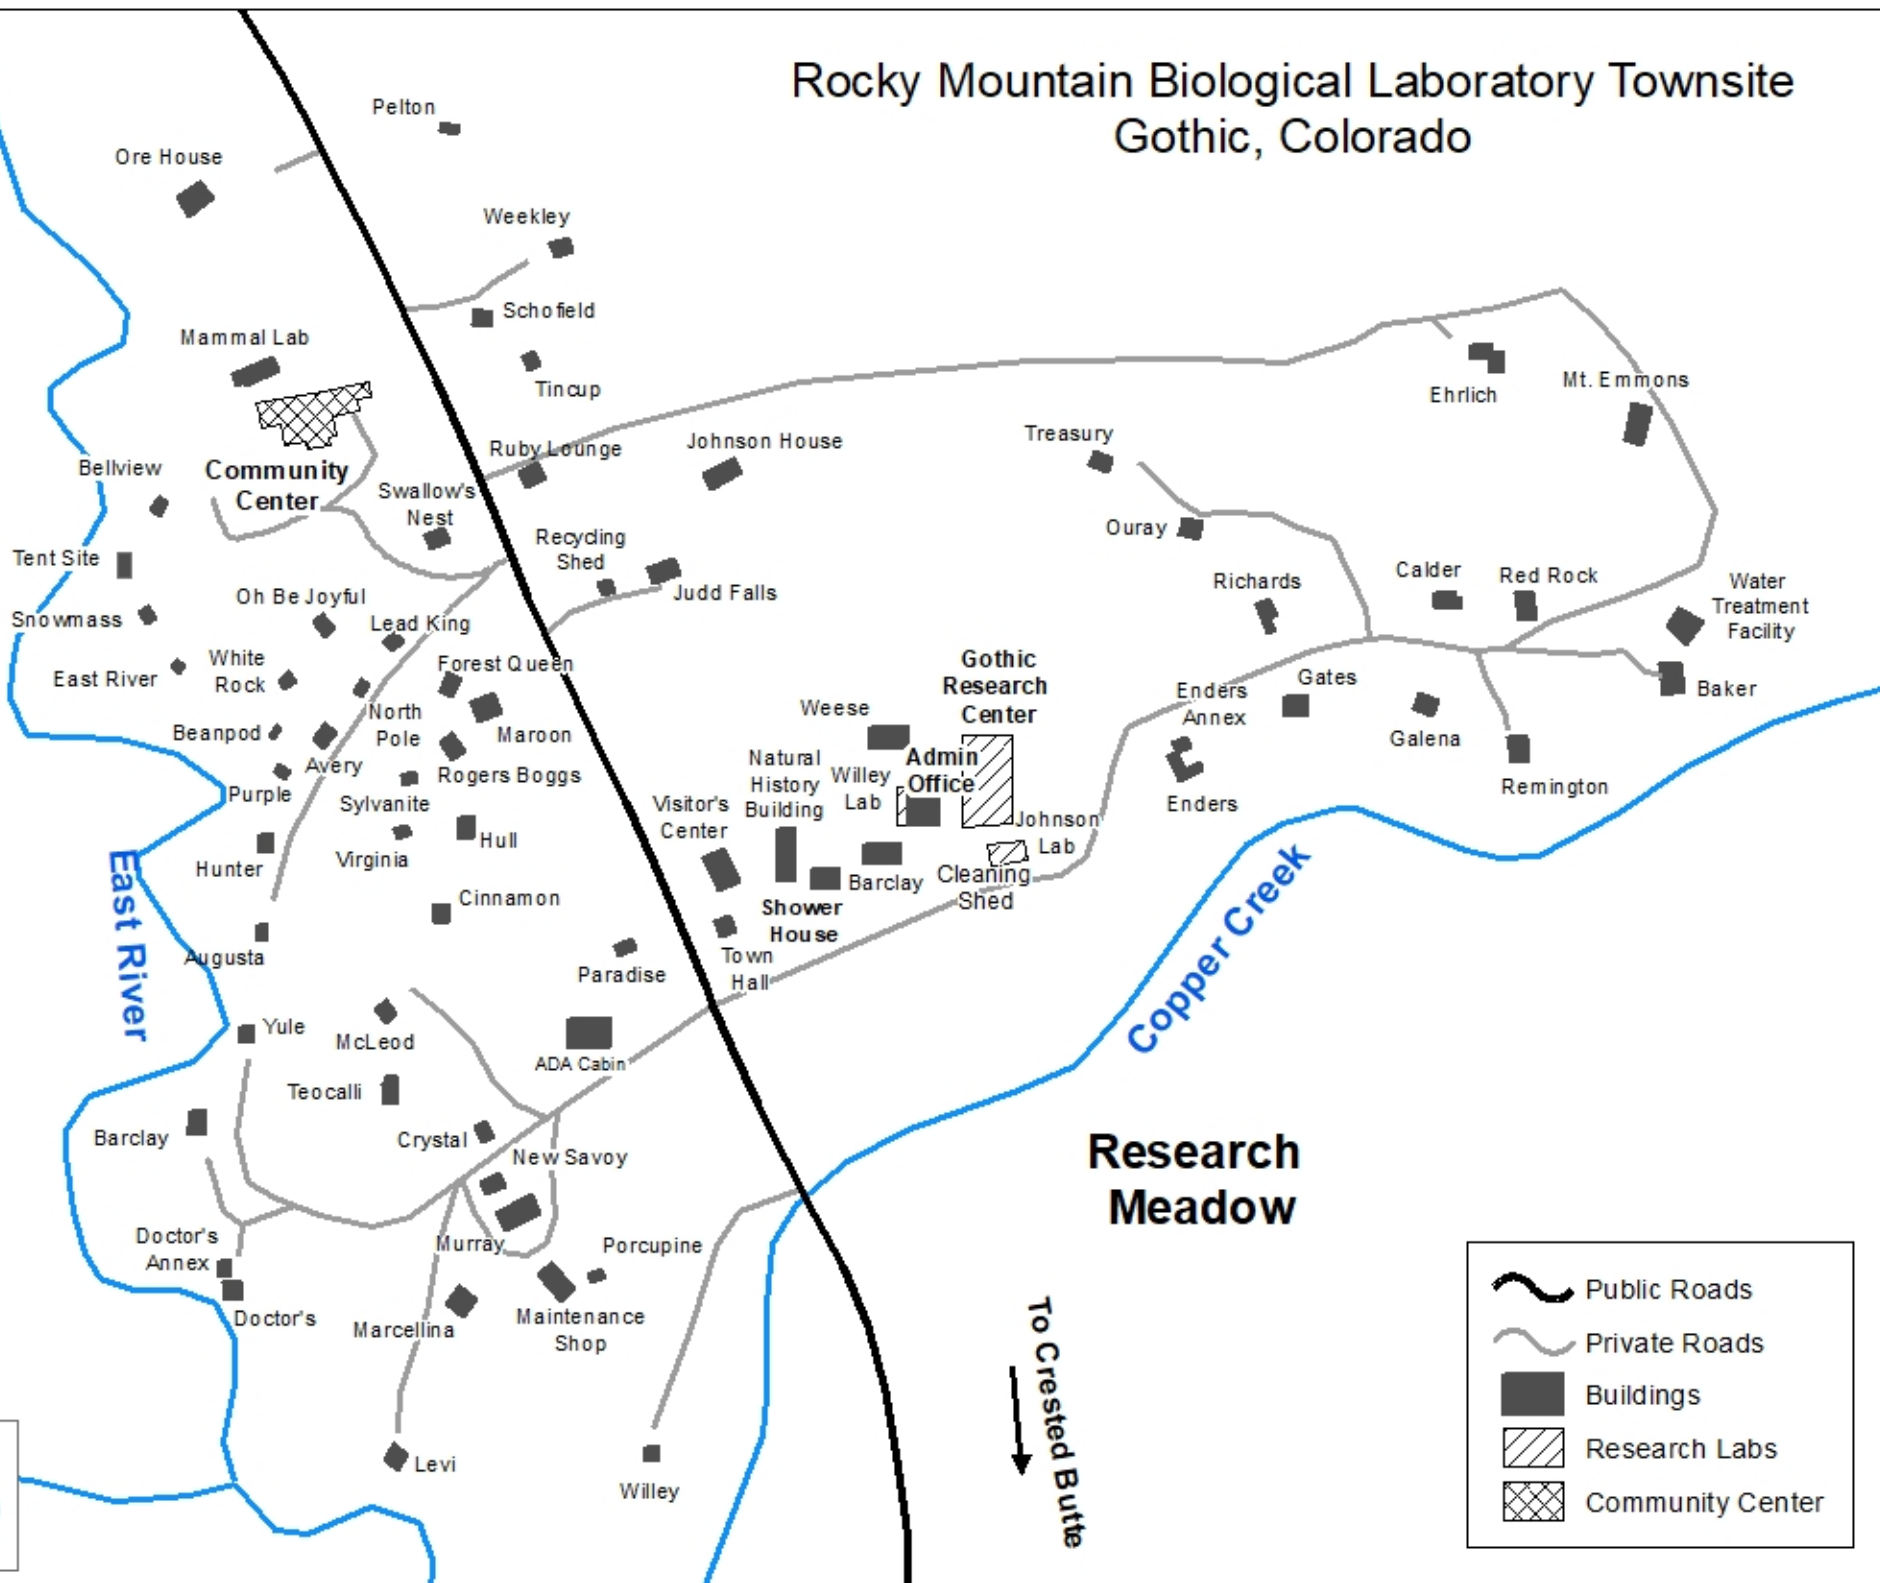 Rocky Mountain Biological Laboratory Townsite
Gothic, Colorado
Pelton
Ore House
Weekley
Schofield
Mammal Lab
Tincup
Ehrlich
Mt. Emmons
Ruby Lounge
Johnson House
Treasury
Bellview
Community
Center
Swallow's
Nest
Recycling
Shed
Ouray
Tent Site
Judd Falls
Richards
Calder
Red Rock
Water
Treatment
Facility
Oh Be Joyful
Lead King
Snowmass
East River
White
Rock
Forest Queen
Gothic
Research
Center
Enders
Annex
Gates
Baker
Beanpod
North
Pole
Maroon
Weese
Galena
Avery
Rogers Boggs
Natural
History
Building
Willey
Lab
Admin
Office
Enders
Remington
Purple
Sylvanite
Visitor's
Center
Johnson
Lab
Hunter
Virginia
Hull
Barclay
Cleaning
Shed
East River
Cinnamon
Shower
House
Copper Creek
Augusta
Paradise
Town
Hall
Yule
McLeod
ADA Cabin
Teocalli
Barclay
Crystal
New Savoy
Research
Meadow
Doctor's
Annex
Murray
Porcupine
Doctor's
Marcellina
Maintenance
Shop
To Crested Butte
Levi
Willey
Public Roads
Private Roads
Buildings
Research Labs
Community Center